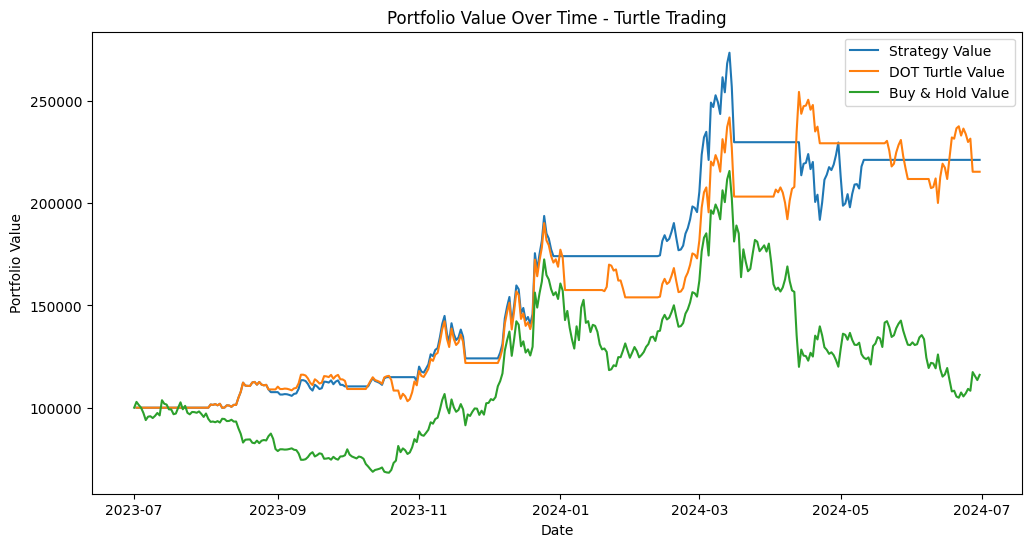 Portfolio Value Over Time - Turtle Trading
Strategy Value
DOT Turtle Value
Buy & Hold Value
Portfolio Value
250000
200000
150000
100000
2023-07
2023-09
2023-11
2024-01
2024-03
2024-05
2024-07
Date